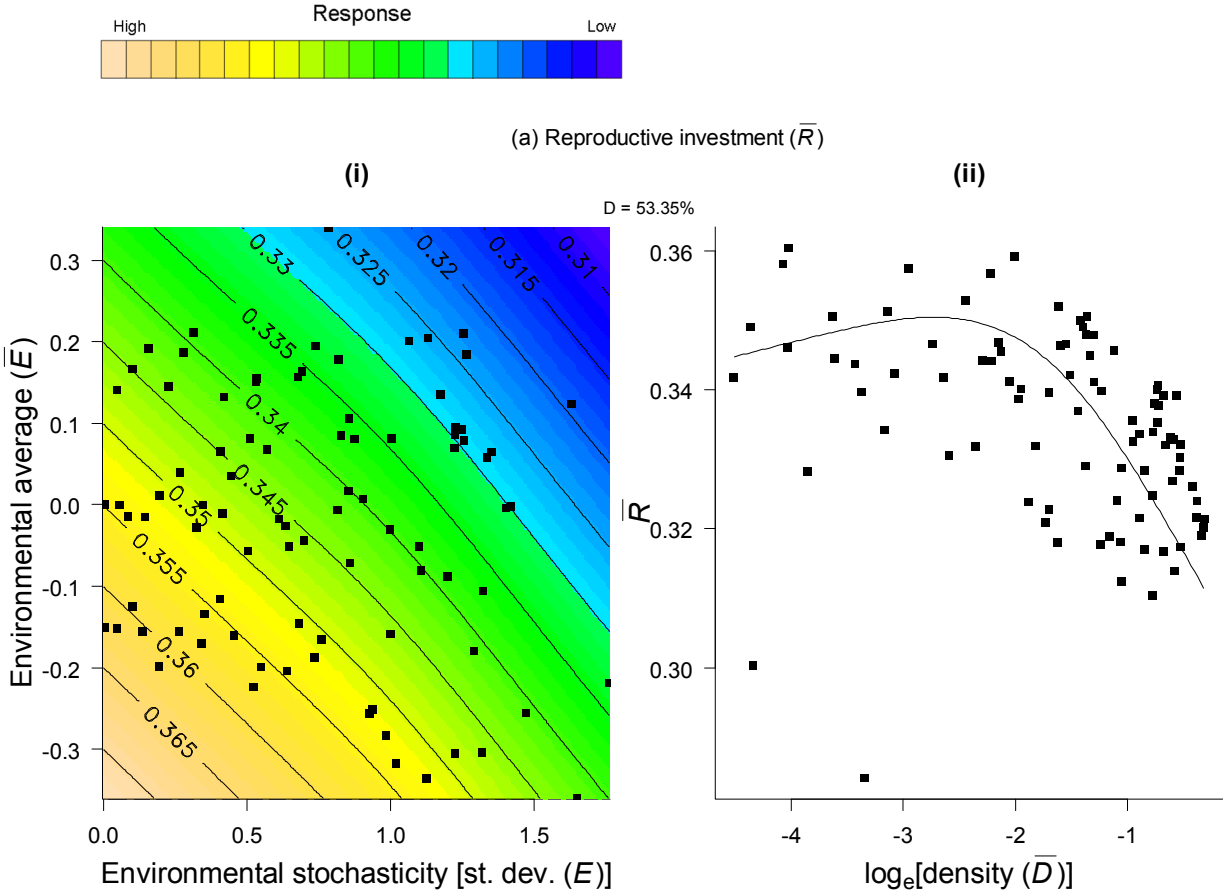 Response
High Low
(a) Reproductive investment (R̅)
(i) (ii)
D = 53.35%
Environmental average (E̅)
0.3
0.2
0.1
0.0
-0.1
-0.2
-0.3
0.33
0.325
0.32
0.315
0.31
0.335
0.34
0.345
0.35
0.355
0.36
0.365
0.0 0.5 1.0 1.5
Environmental stochasticity [st. dev. (E)]
R̅
0.36
0.34
0.32
0.30
-4 -3 -2 -1
logₑ[density (D̅)]